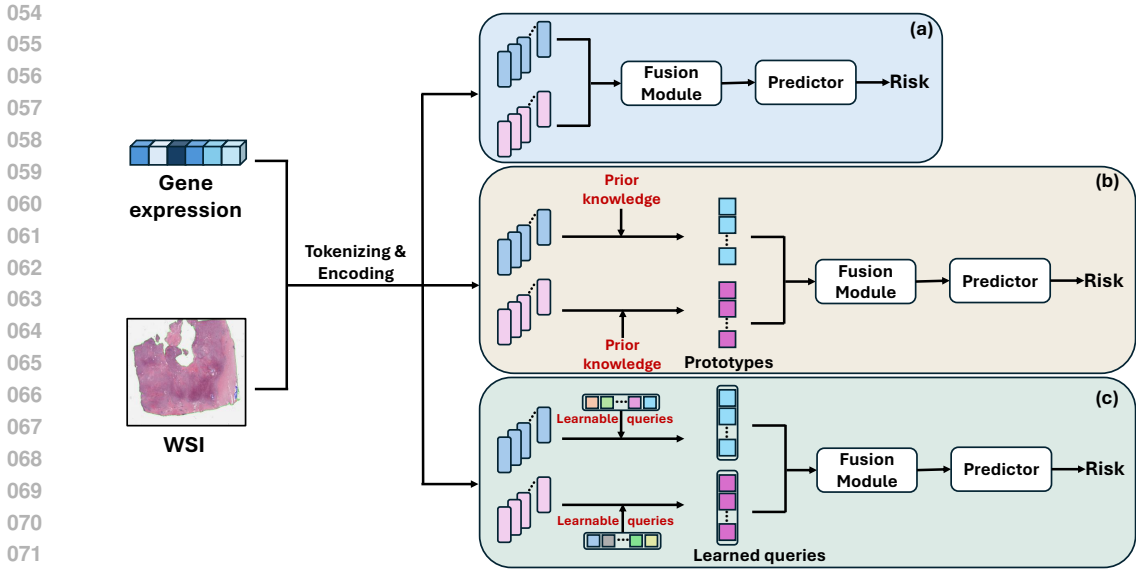 054
055
056
057
058
059
060
061
062
063
064
065
066
067
068
069
070
071
Gene
expression
WSI
Tokenizing &
Encoding
(a)
Fusion
Module
Predictor
Risk
(b)
Prior
knowledge
Prior
knowledge
Prototypes
Fusion
Module
Predictor
Risk
(c)
Learnable queries
Learnable queries
Learned queries
Fusion
Module
Predictor
Risk